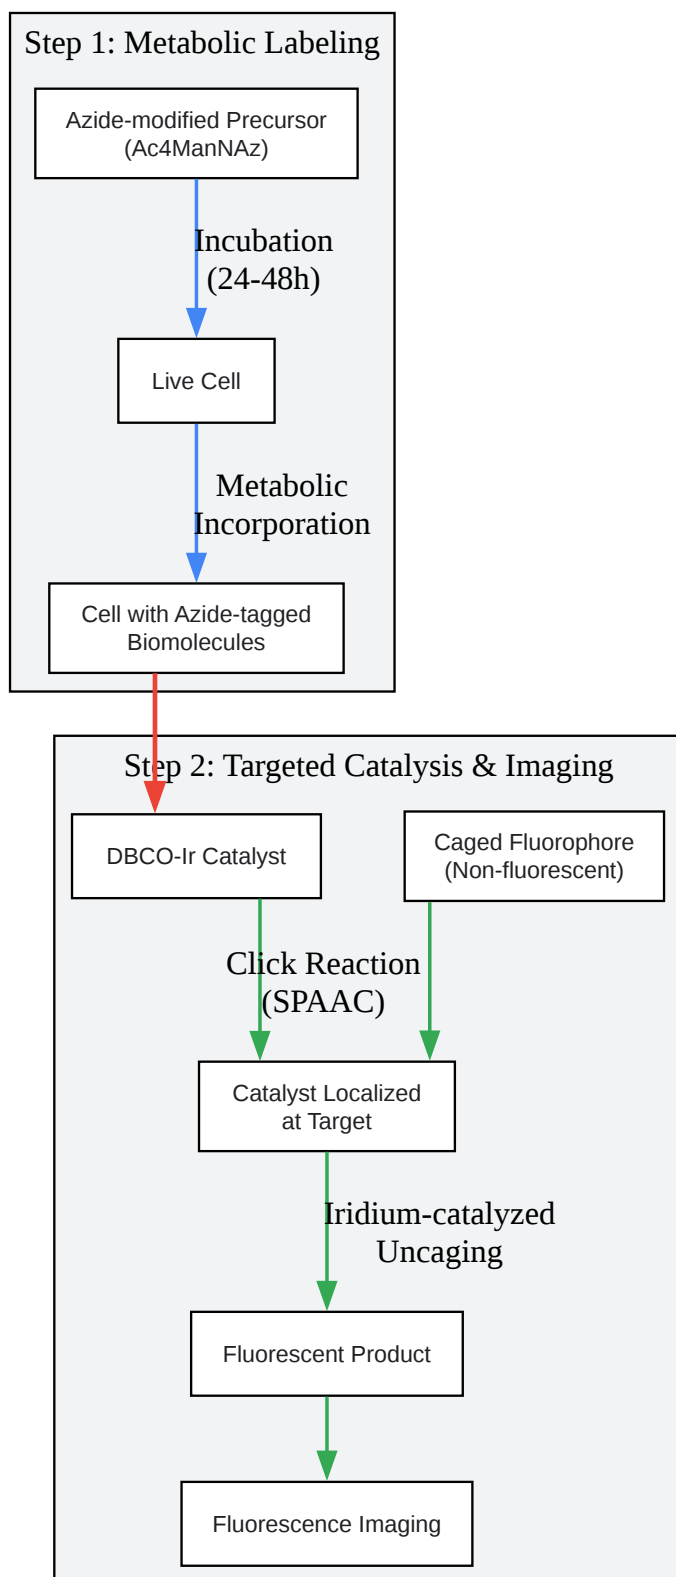 Step 1: Metabolic Labeling
Azide-modified Precursor
(Ac4ManNAz)
Incubation
(24-48h)
Live Cell
Metabolic
Incorporation
Cell with Azide-tagged
Biomolecules
Step 2: Targeted Catalysis & Imaging
DBCO-Ir Catalyst
Caged Fluorophore
(Non-fluorescent)
Click Reaction
(SPAAC)
Catalyst Localized
at Target
Iridium-catalyzed
Uncaging
Fluorescent Product
Fluorescence Imaging